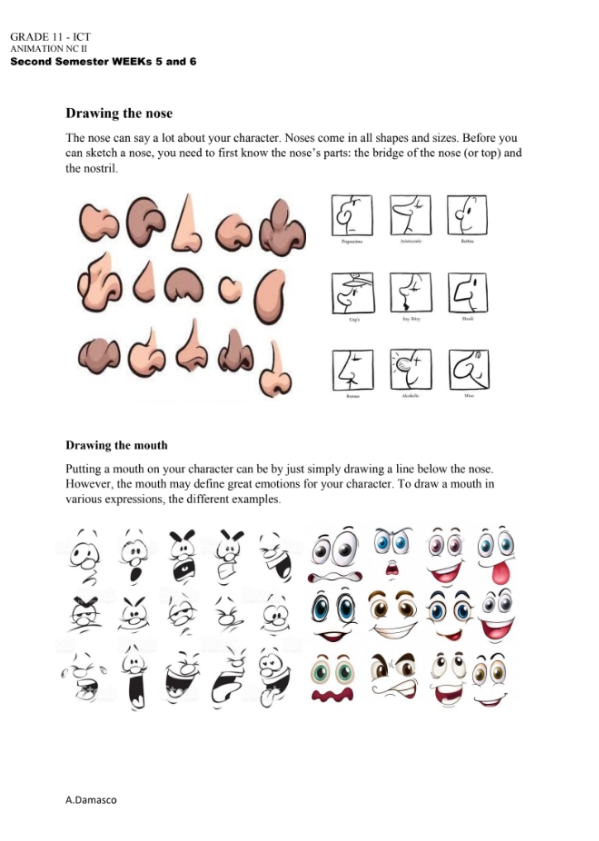 GRADE 11 - ICT
ANIMATION NC II
Second Semester WEEKs 5 and 6
Drawing the nose
The nose can say a lot about your character. Noses come in all shapes and sizes. Before you
can sketch a nose, you need to first know the nose’s parts: the bridge of the nose (or top) and
the nostril.
Aristocratic
Button
Itsy Bitsy
Hook
Roman
Alcoholic
Drawing the mouth
Putting a mouth on your character can be by just simply drawing a line below the nose.
However, the mouth may define great emotions for your character. To draw a mouth in
various expressions, the different examples.
A.Damasco